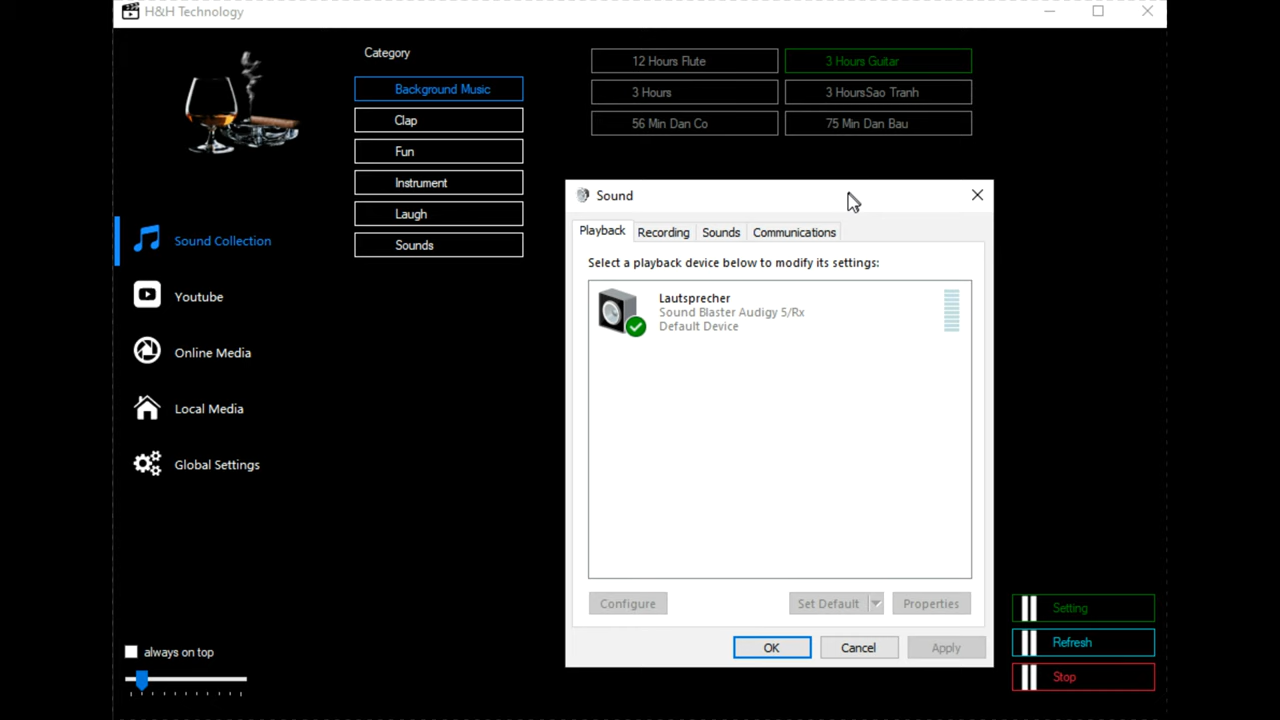 H&H Technology
Category
Background Music
Clap
Fun
Instrument
Laugh
Sounds
12 Hours Flute
3 Hours Guitar
3 Hours
3 HoursSao Tranh
56 Min Dan Co
75 Min Dan Bau
Sound Collection
Youtube
Online Media
Local Media
Global Settings
always on top
Sound
Playback
Recording
Sounds
Communications
Select a playback device below to modify its settings:
Lautsprecher
Sound Blaster Audigy 5/Rx
Default Device
Configure
Set Default
Properties
OK
Cancel
Apply
Setting
Refresh
Stop